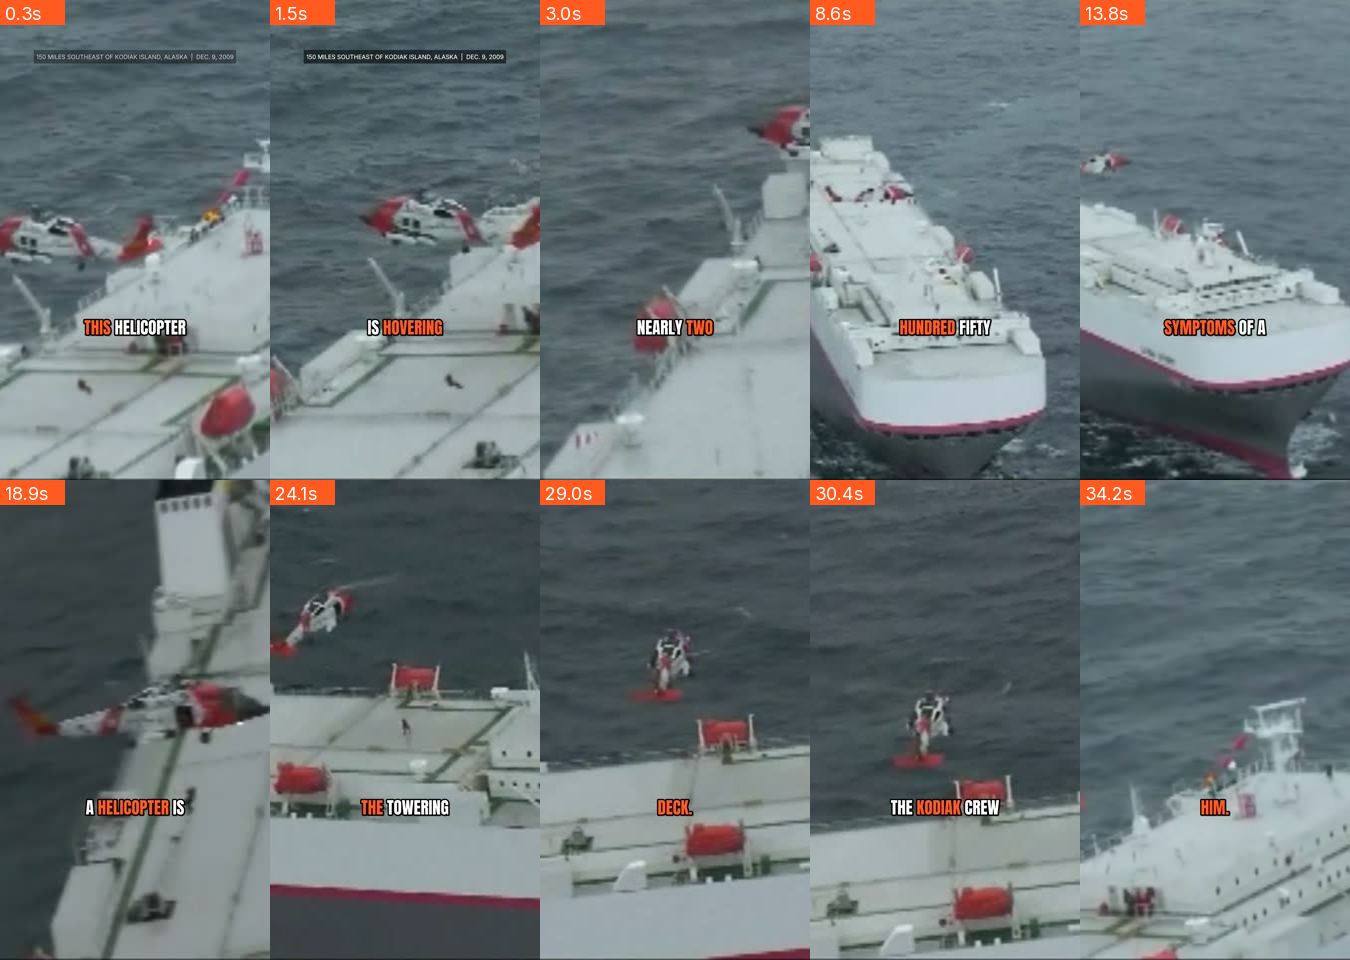 0.3s
150 MILES SOUTHEAST OF KODIAK ISLAND, ALASKA | DEC. 9, 2009
THIS HELICOPTER
1.5s
150 MILES SOUTHEAST OF KODIAK ISLAND, ALASKA | DEC. 9, 2009
IS HOVERING
3.0s
NEARLY TWO
8.6s
HUNDRED FIFTY
13.8s
SYMPTOMS OF A
18.9s
A HELICOPTER IS
24.1s
THE TOWERING
29.0s
DECK.
30.4s
THE KODIAK CREW
34.2s
HIM.